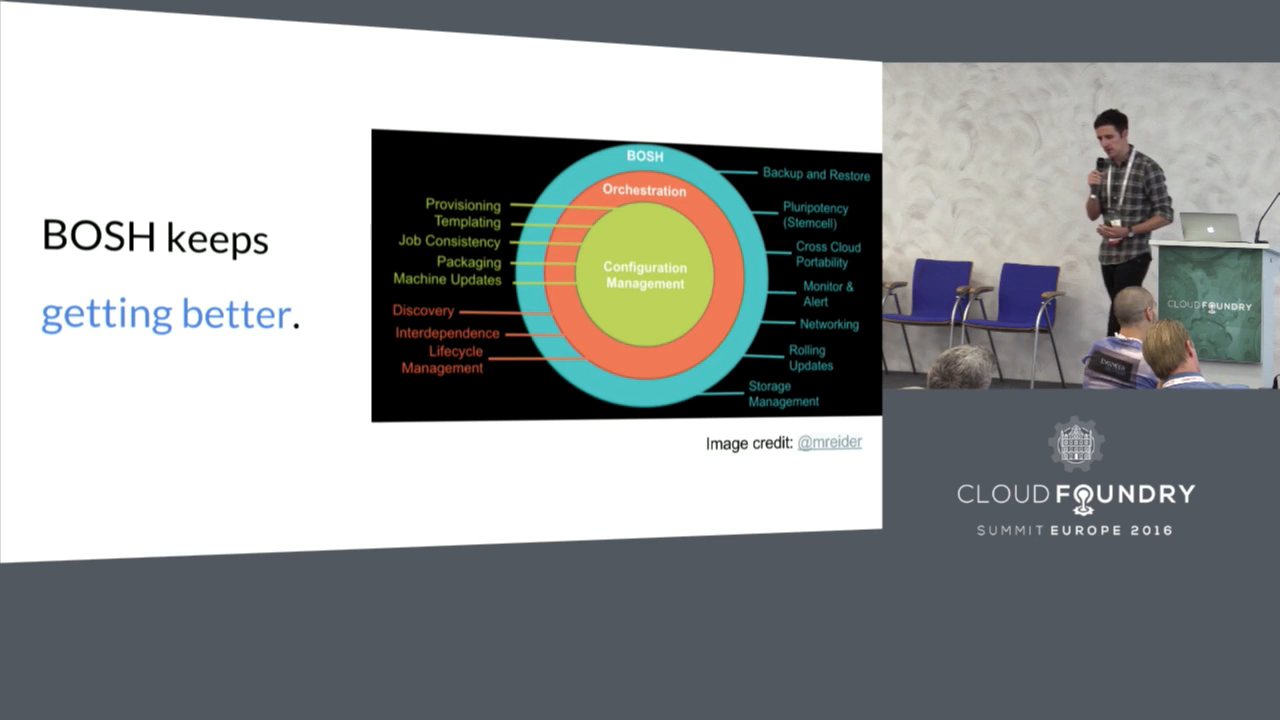 BOSH keeps
getting better.
BOSH
Orchestration
Configuration
Management
Provisioning
Templating
Job Consistency
Packaging
Machine Updates
Discovery
Interdependence
Lifecycle
Management
Backup and Restore
Pluripotency
(Stemcell)
Cross Cloud
Portability
Monitor &
Alert
Networking
Rolling
Updates
Storage
Management
Image credit: @mreider
CLOUD FOUNDRY
CLOUD FOUNDRY
SUMMIT EUROPE 2016